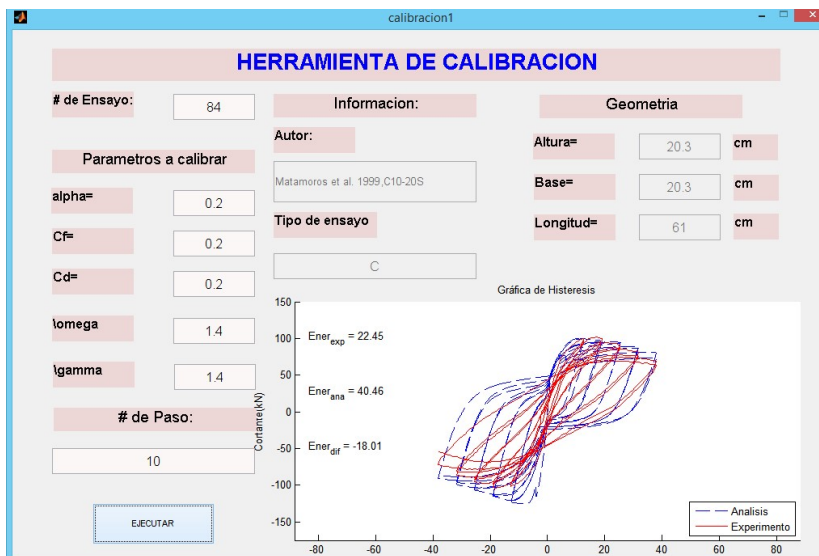 calibracion1
HERRAMIENTA DE CALIBRACION
# de Ensayo:
84
Parametros a calibrar
alpha=
0.2
Cf=
0.2
Cd=
0.2
\omega
1.4
\gamma
1.4
# de Paso:
10
EJECUTAR
Informacion:
Autor:
Matamoros et al. 1999,C10-20S
Tipo de ensayo
C
Geometria
Altura=
20.3
cm
Base=
20.3
cm
Longitud=
61
cm
Gráfica de Histeresis
Cortante(kN)
150
100
50
0
-50
-100
-150
Ener_exp = 22.45
Ener_ana = 40.46
Ener_dif = -18.01
Analisis
Experimento
-80 -60 -40 -20 0 20 40 60 80